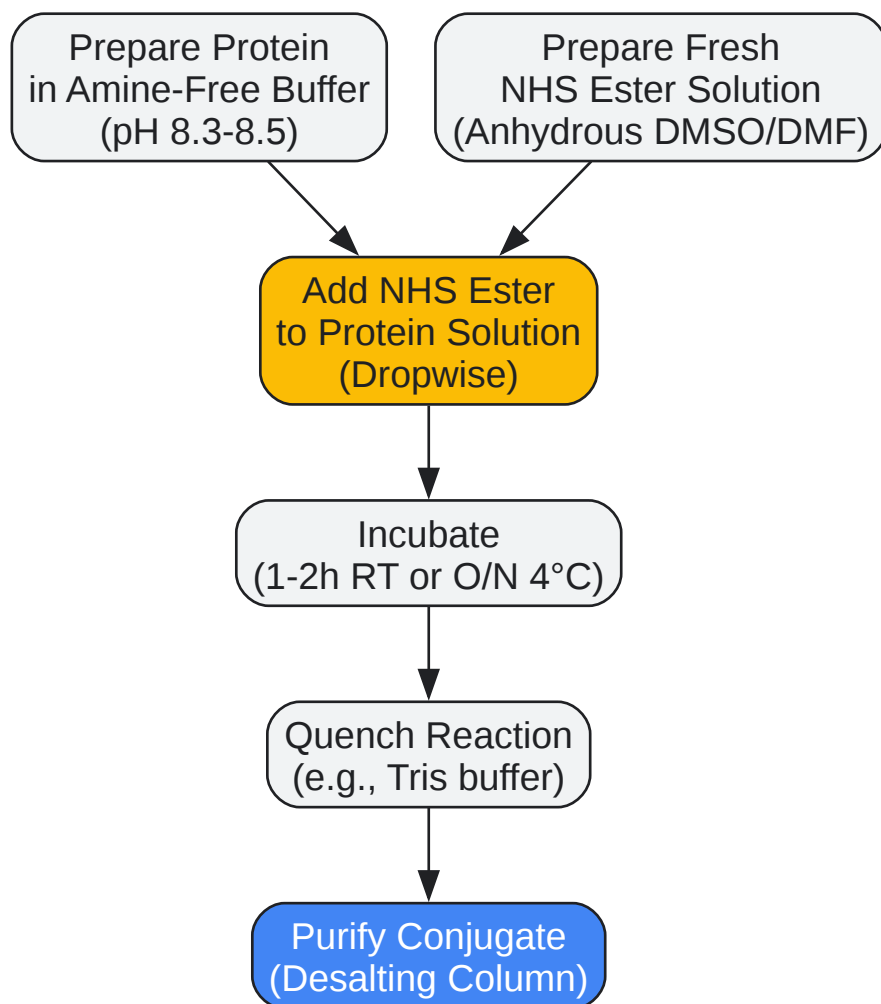 Prepare Protein
in Amine-Free Buffer
(pH 8.3-8.5)
Prepare Fresh
NHS Ester Solution
(Anhydrous DMSO/DMF)
Add NHS Ester
to Protein Solution
(Dropwise)
Incubate
(1-2h RT or O/N 4°C)
Quench Reaction
(e.g., Tris buffer)
Purify Conjugate
(Desalting Column)